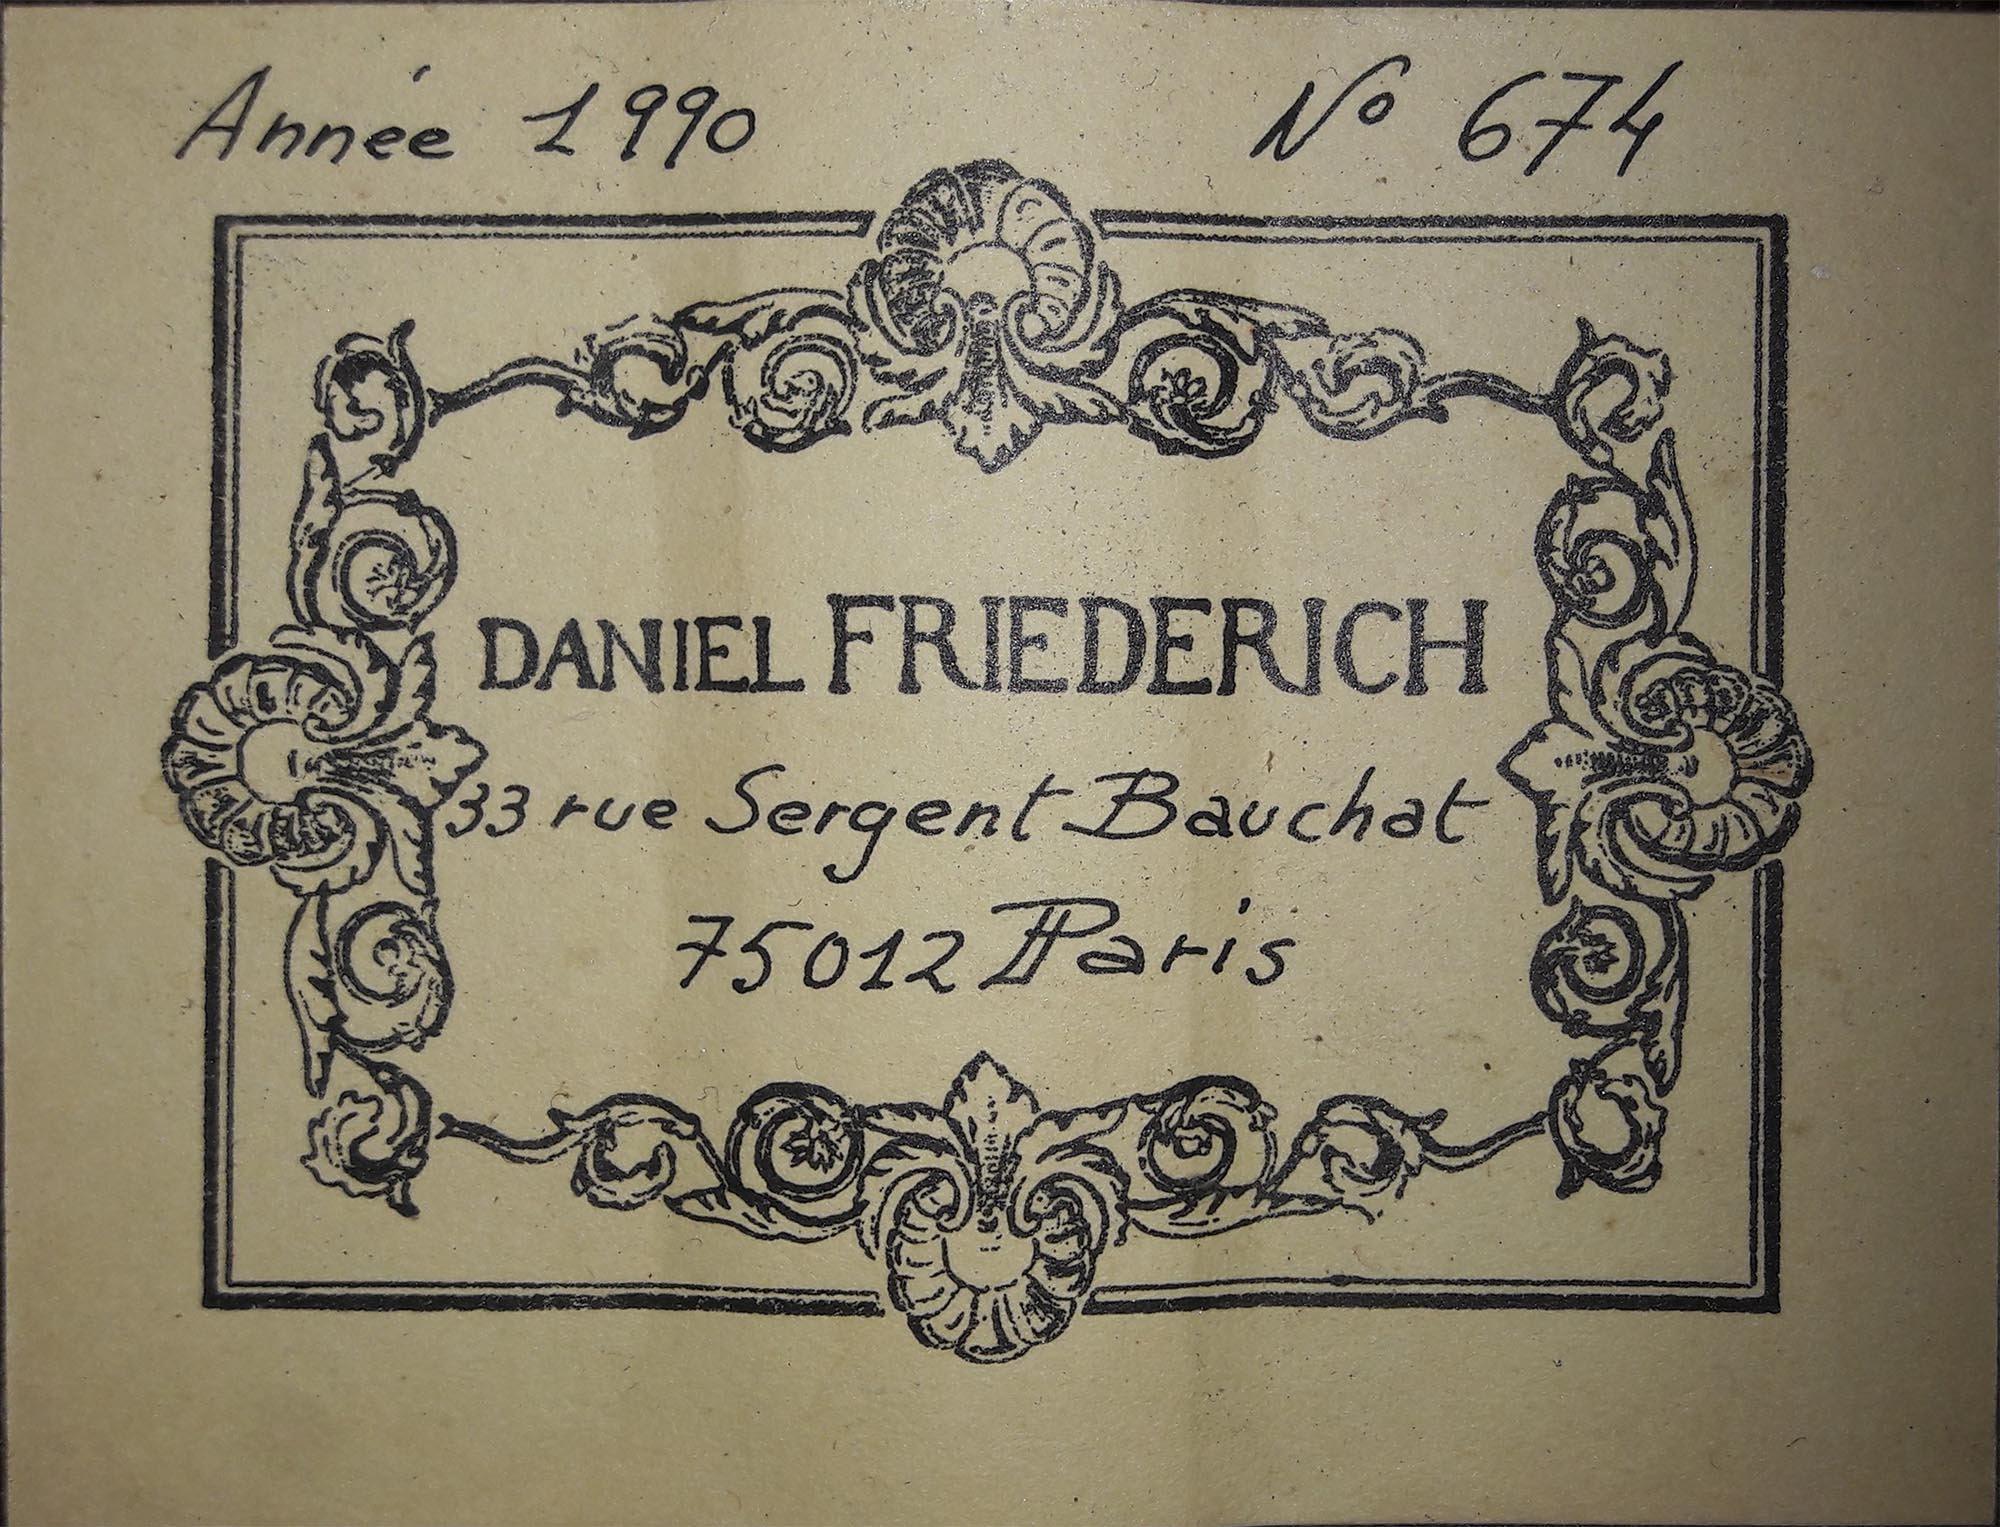 Année 1990 N° 674
DANIEL FRIEDERICH
33 rue Sergent Bauchat
75012 Paris